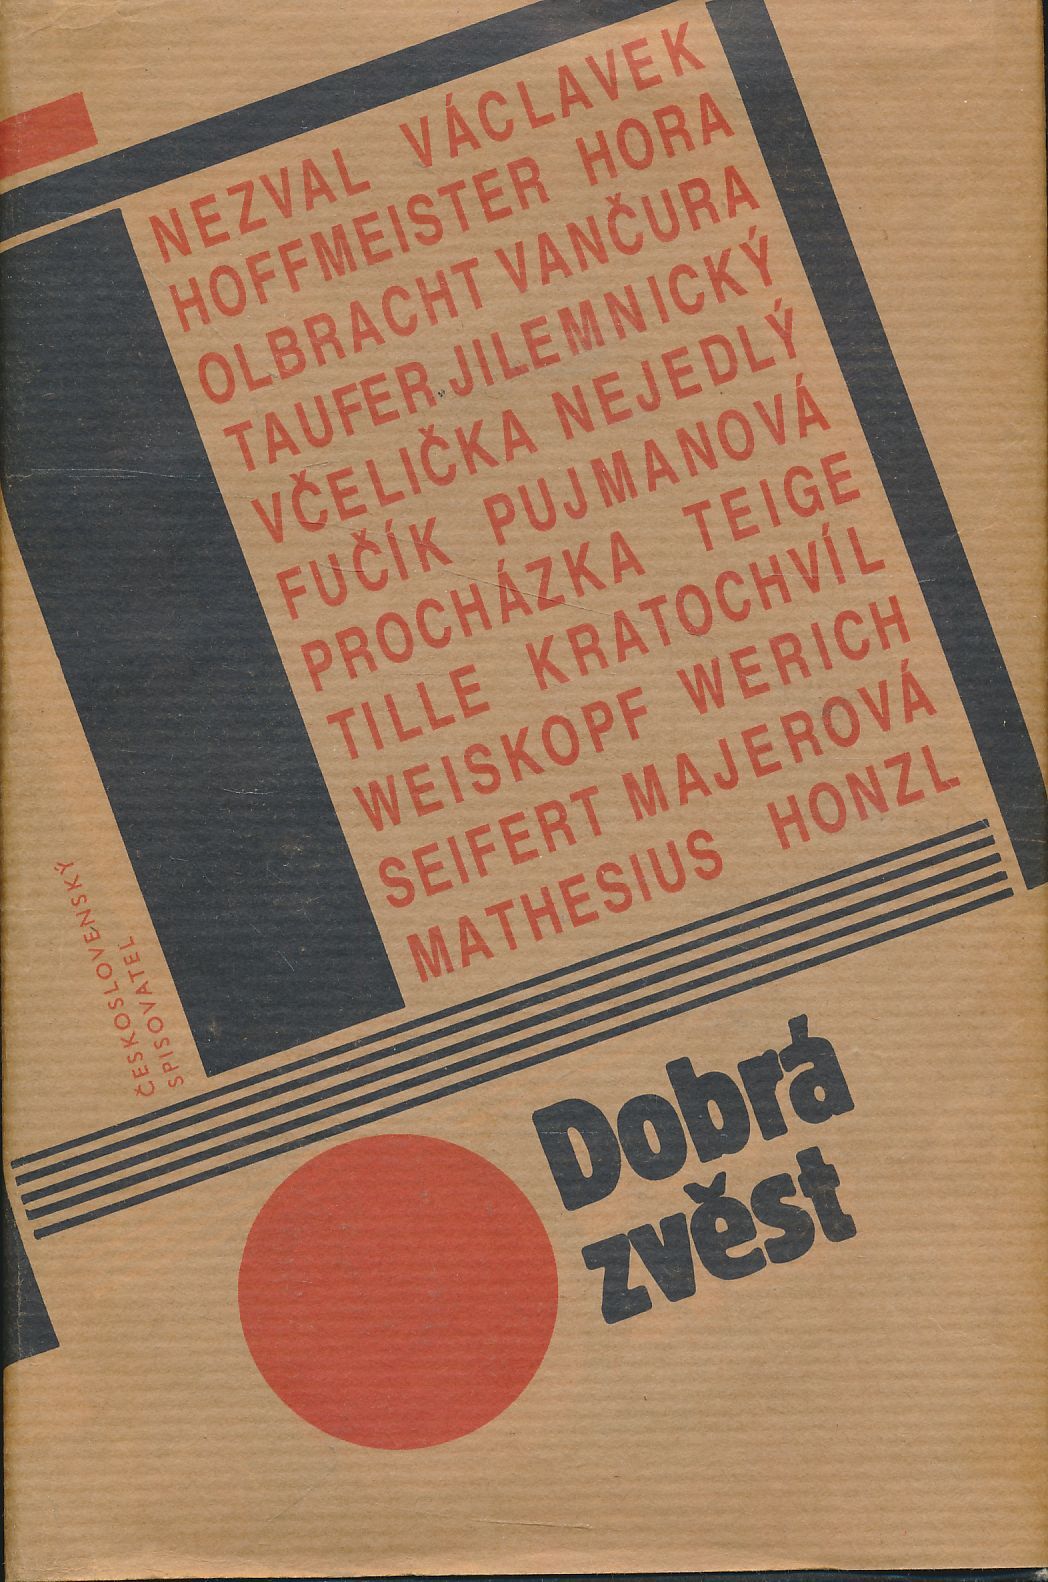 NEZVAL VÁCLAVEK
HOFFMEISTER HORA
OLBRACHT VANČURA
TAUFER JILEMNICKÝ
VČELIČKA NEJEDLÝ
FUČÍK PUJMANOVÁ
PROCHÁZKA TEIGE
TILLE KRATOCHVÍL
WEISKOPF WERICH
SEIFERT MAJEROVÁ
MATHESIUS HONZL
ČESKOSLOVENSKÝ
SPISOVATEL
Dobrá
zvěst